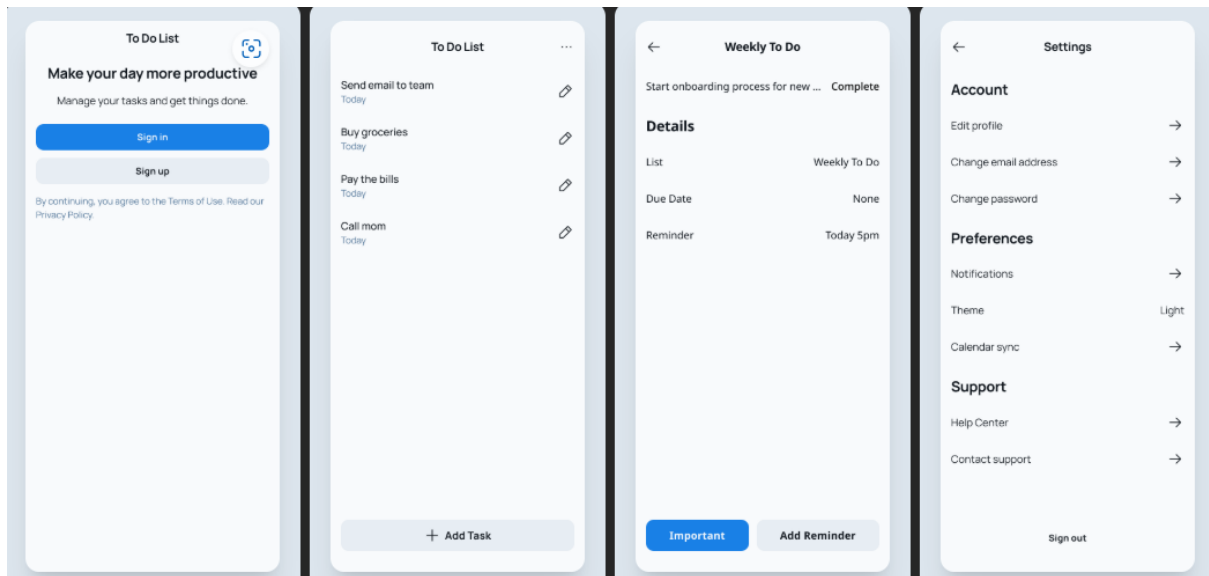 To Do List
Make your day more productive
Manage your tasks and get things done.
Sign in
Sign up
By continuing, you agree to the Terms of Use. Read our
Privacy Policy.
To Do List
...
Send email to team
Today
Buy groceries
Today
Pay the bills
Today
Call mom
Today
+ Add Task
← Weekly To Do
Start onboarding process for new ... Complete
Details
List Weekly To Do
Due Date None
Reminder Today 5pm
Important Add Reminder
← Settings
Account
Edit profile →
Change email address →
Change password →
Preferences
Notifications →
Theme Light
Calendar sync →
Support
Help Center →
Contact support →
Sign out